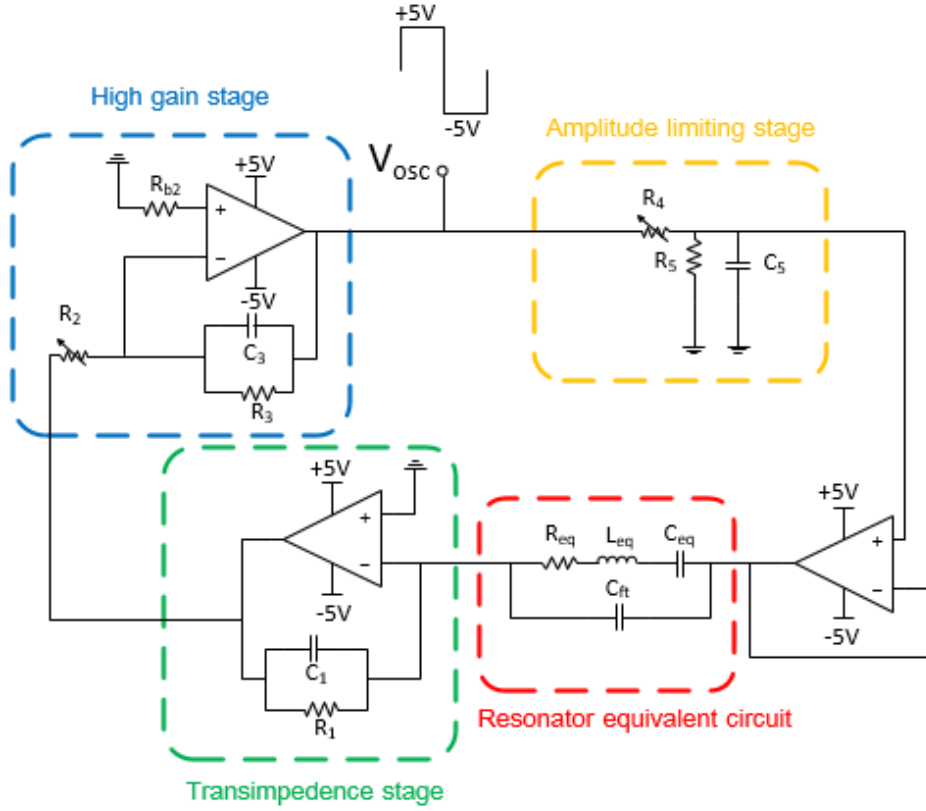 +5V
-5V
High gain stage
Amplitude limiting stage
Vosc
+5V
Rb2
+
−
-5V
R2
C3
R3
R4
R5
C5
+5V
+
−
-5V
C1
R1
Transimpedence stage
Req
Leq
Ceq
Cft
Resonator equivalent circuit
+5V
+
−
-5V